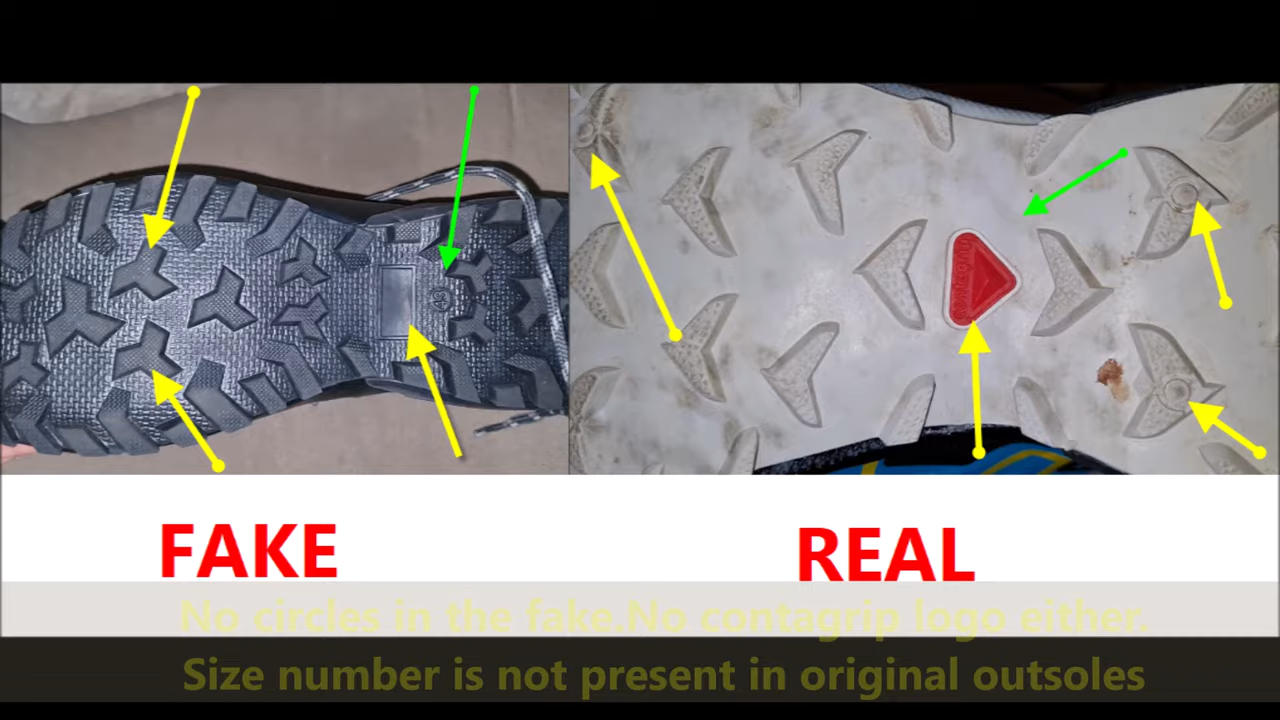 FAKE
REAL
No circles in the fake.No contagrip logo either.
Size number is not present in original outsoles